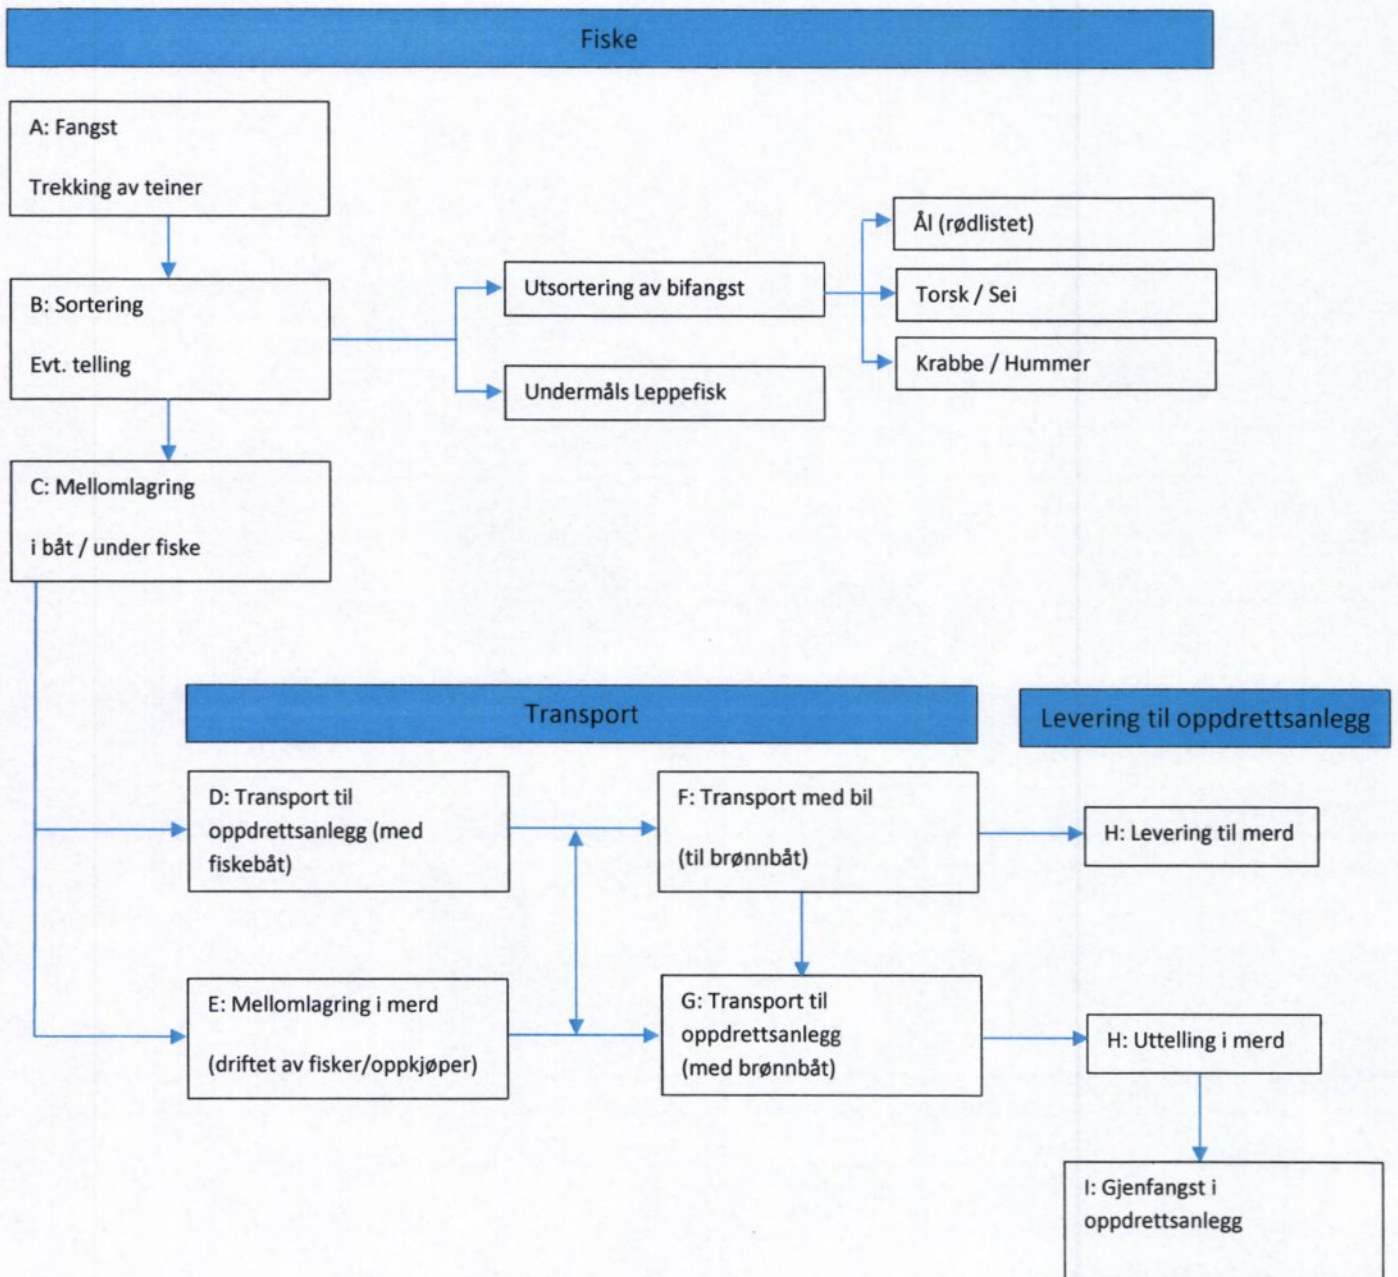 Fiske
A: Fangst
Trekking av teiner
B: Sortering
Evt. telling
Utsortering av bifangst
Undermåls Leppefisk
Ål (rødlistet)
Torsk / Sei
Krabbe / Hummer
C: Mellomlagring
i båt / under fiske
Transport
Levering til oppdrettsanlegg
D: Transport til
oppdrettsanlegg (med
fiskebåt)
F: Transport med bil
(til brønnbåt)
H: Levering til merd
E: Mellomlagring i merd
(driftet av fisker/oppkjøper)
G: Transport til
oppdrettsanlegg
(med brønnbåt)
H: Uttelling i merd
I: Gjenfangst i
oppdrettsanlegg